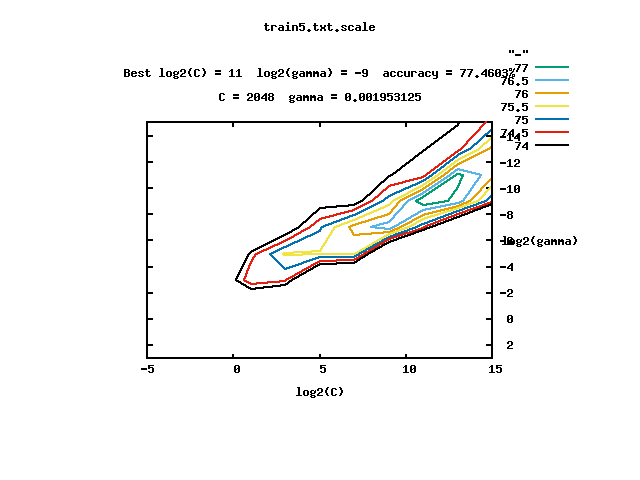 train5.txt.scale
"-"
Best log2(C) = 11  log2(gamma) = -9  accuracy = 77.4603%
77
76.5
C = 2048  gamma = 0.001953125
76
75.5
75
74.5
74
-14
-12
-10
-8
-6
log2(gamma)
-4
-2
0
2
-5 0 5 10 15
log2(C)